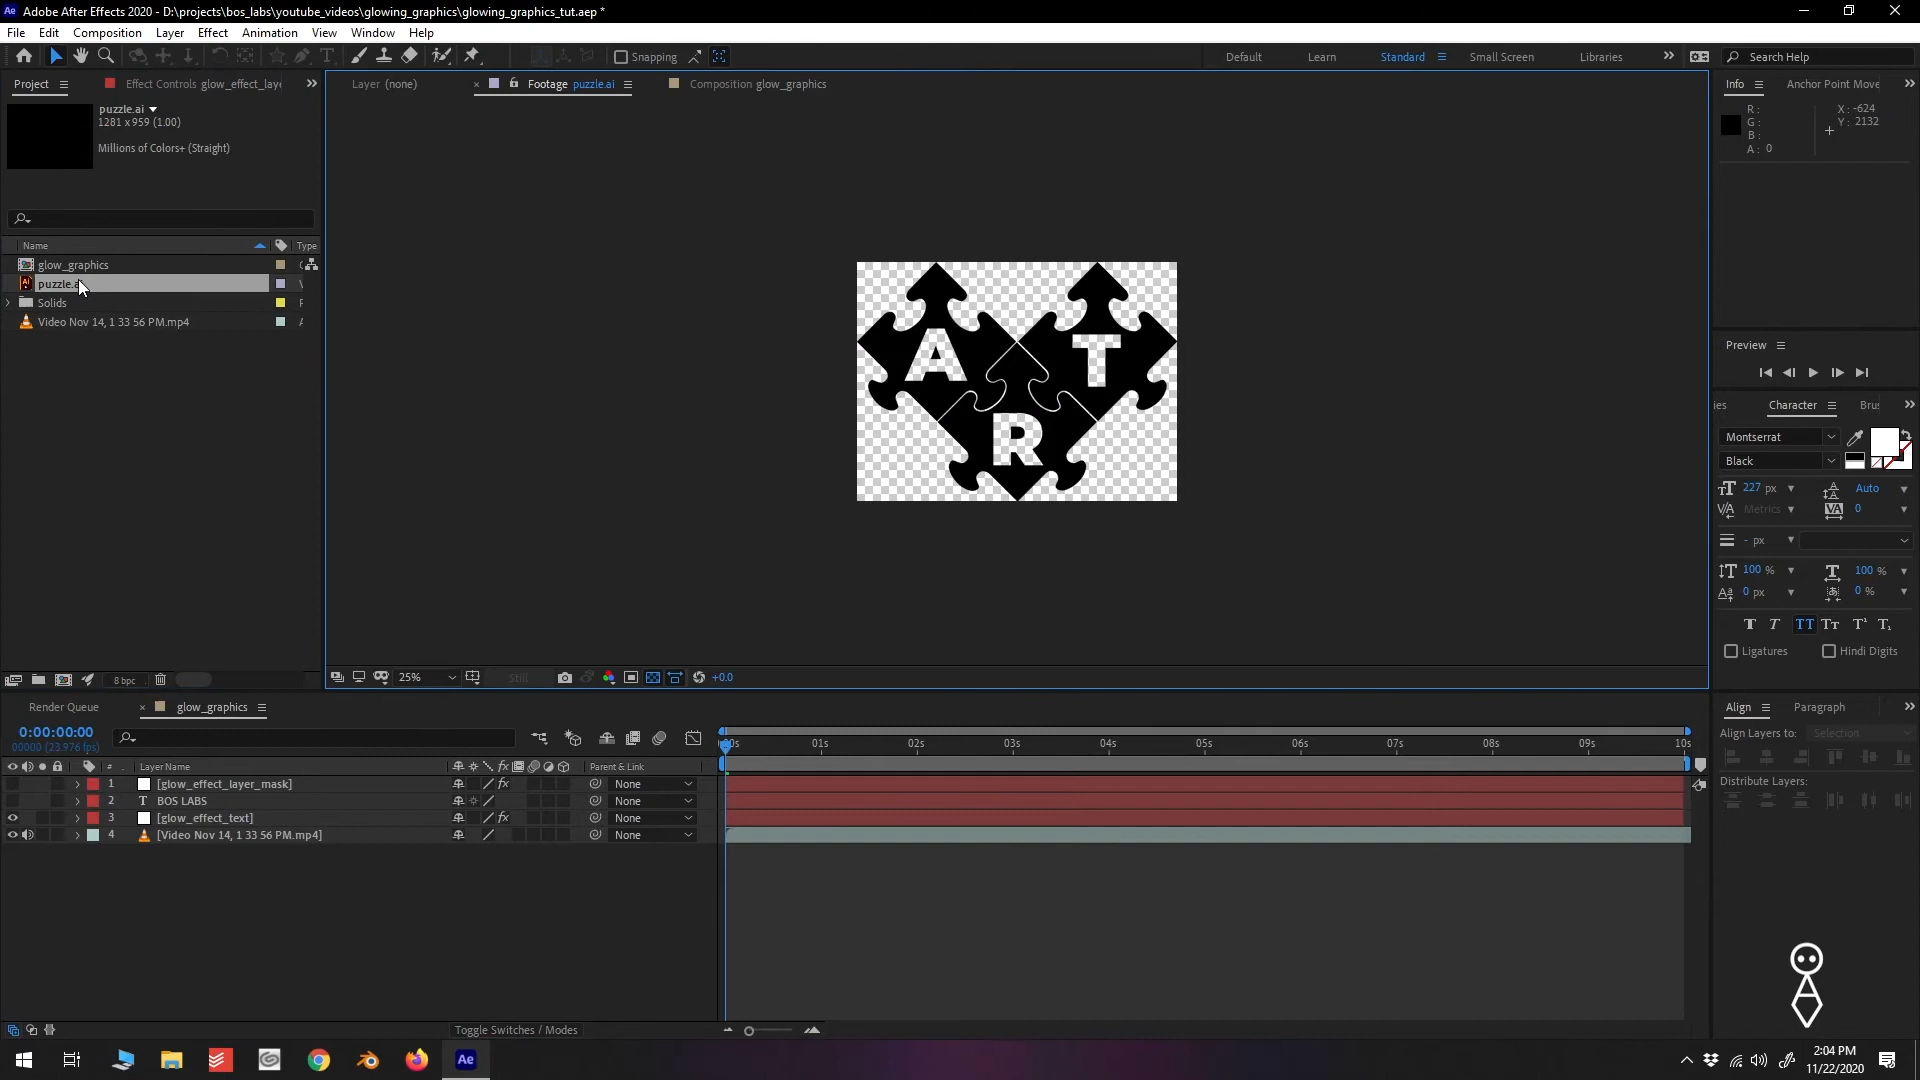 Adobe After Effects 2020 - D:\projects\bos_labs\youtube_videos\glowing_graphics\glowing_graphics_tut.aep *
File Edit Composition Layer Effect Animation View Window Help
Snapping
Default Learn Standard Small Screen Libraries
Search Help
Project
Effect Controls glow_effect_laye
Layer (none)
Footage puzzle.ai
Composition glow_graphics
Info
Anchor Point Move
puzzle.ai
1281 x 959 (1.00)
Millions of Colors+ (Straight)
R :
G :
B :
A : 0
X : -624
Y : 2132
Name
Type
glow_graphics
puzzle.a
Solids
Video Nov 14, 1 33 56 PM.mp4
A T
R
Preview
ies
Character
Brus
Montserrat
Black
227 px
Auto
Metrics
0
- px
100 %
100 %
0 px
0 %
Ligatures
Hindi Digits
8 bpc
25%
Still
+0.0
Render Queue
glow_graphics
0:00:00:00
00000 (23.976 fps)
00s 01s 02s 03s 04s 05s 06s 07s 08s 09s 10s
# Layer Name
Parent & Link
1 [glow_effect_layer_mask] fx None
2 T BOS LABS None
3 [glow_effect_text] fx None
4 [Video Nov 14, 1 33 56 PM.mp4] None
Toggle Switches / Modes
Align
Paragraph
Align Layers to: Selection
Distribute Layers:
Ae
2:04 PM
11/22/2020